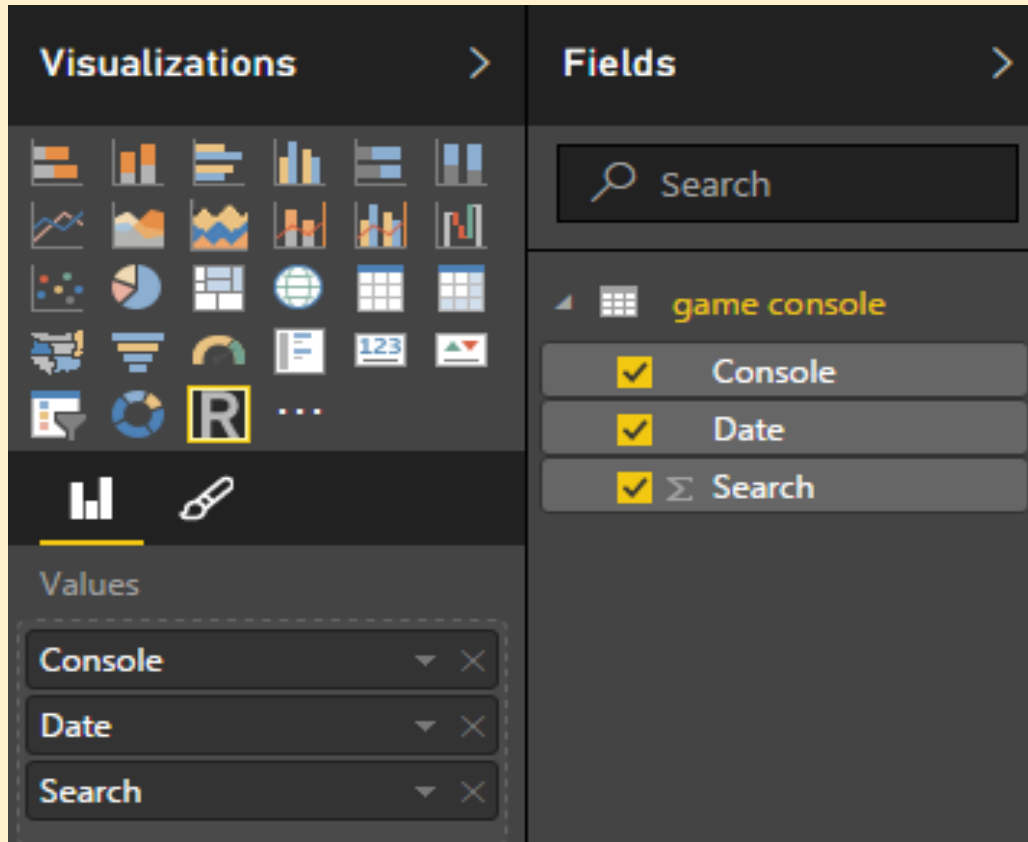 Visualizations
123
R
Values
Console
Date
Search
Fields
Search
game console
Console
Date
Σ Search